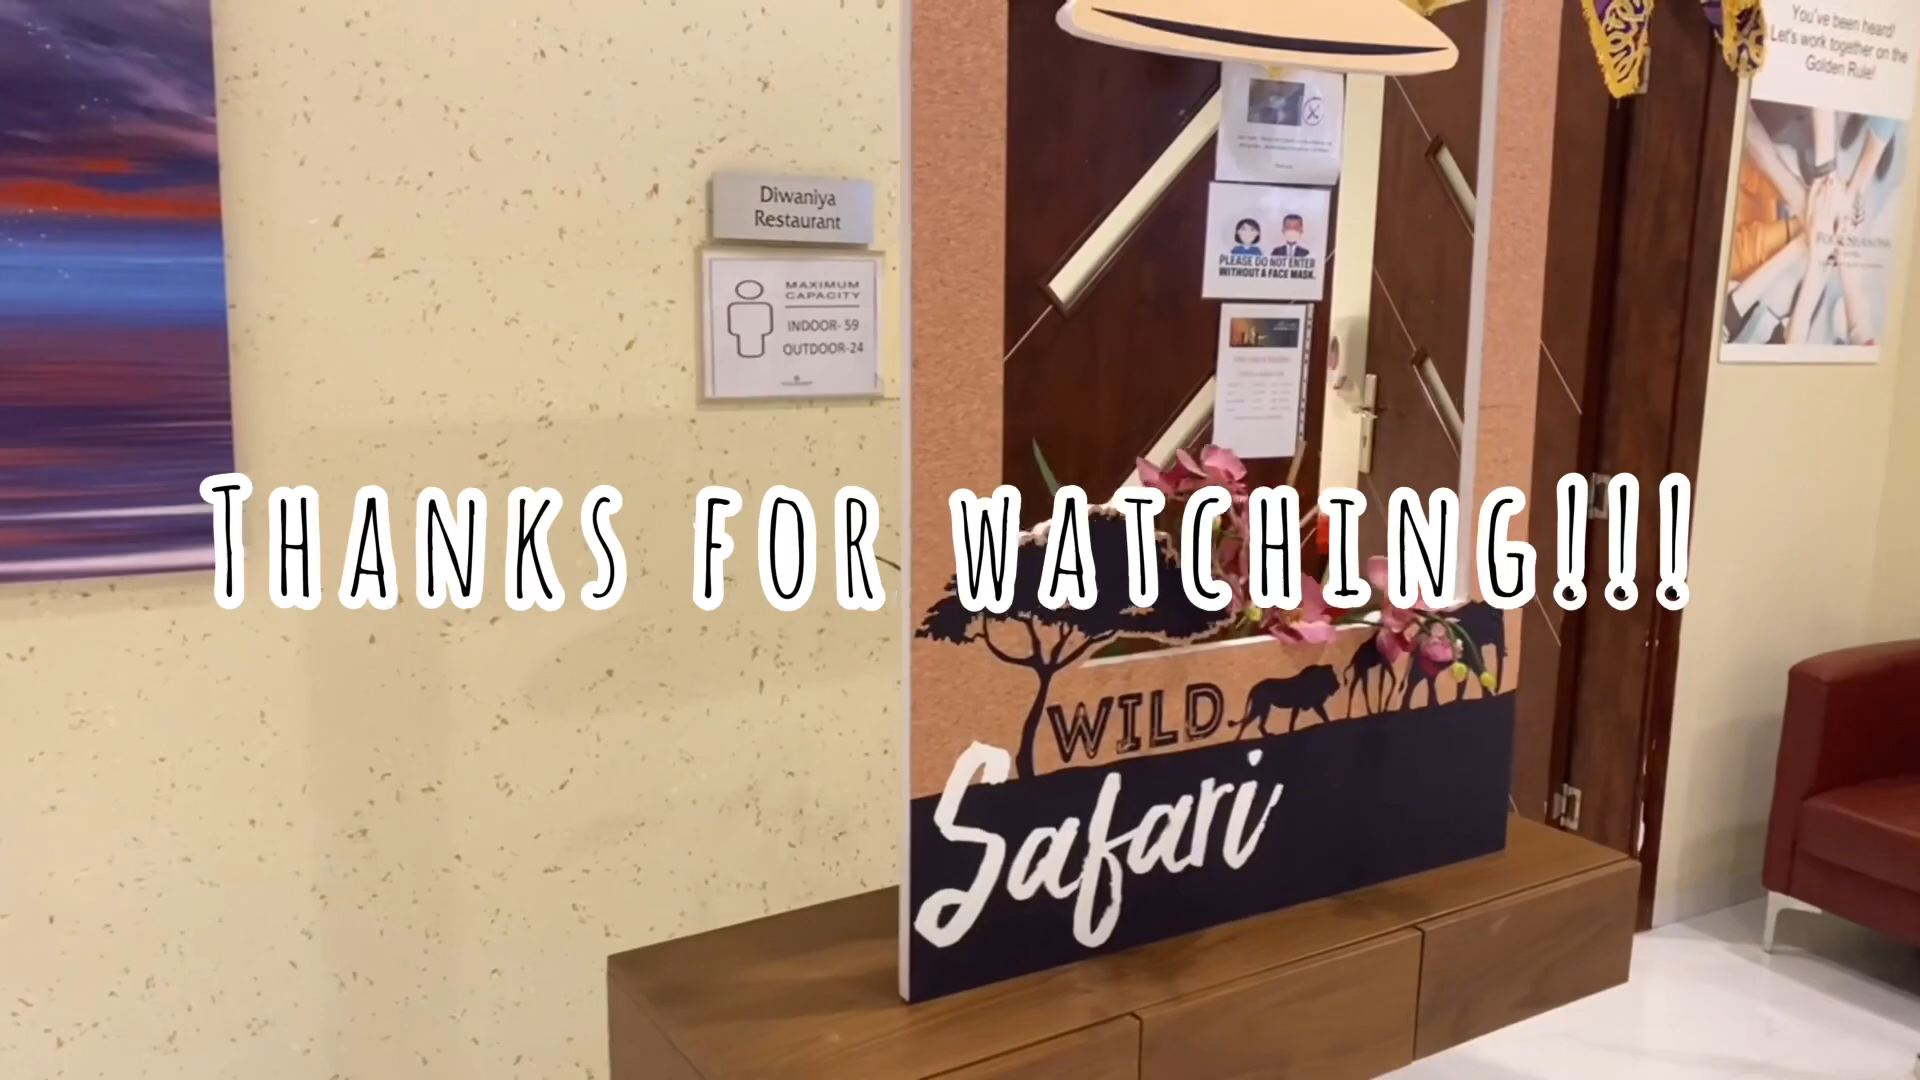 You've been heard!
Let's work together on the
Golden Rule!
Diwaniya
Restaurant
MAXIMUM
CAPACITY
INDOOR- 59
OUTDOOR-24
PLEASE DO NOT ENTER
WITHOUT A FACE MASK.
THANKS FOR WATCHING!!!
WILD
Safari